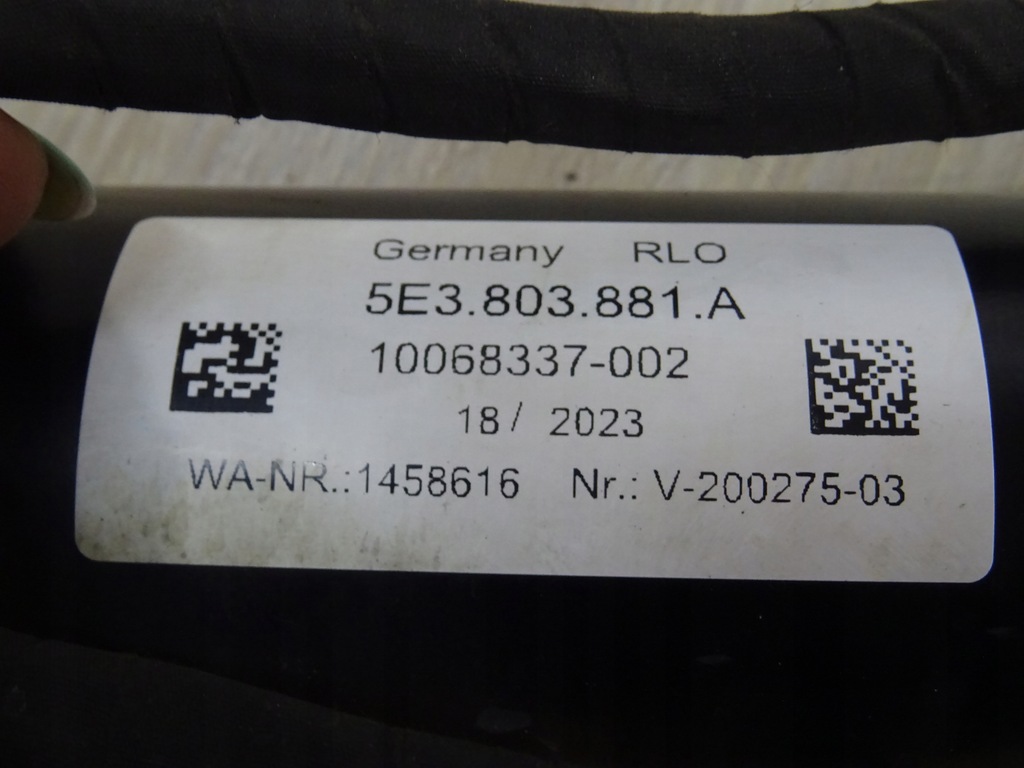 Germany RLO
5E3.803.881.A
10068337-002
18/ 2023
WA-NR.:1458616 Nr.: V-200275-03